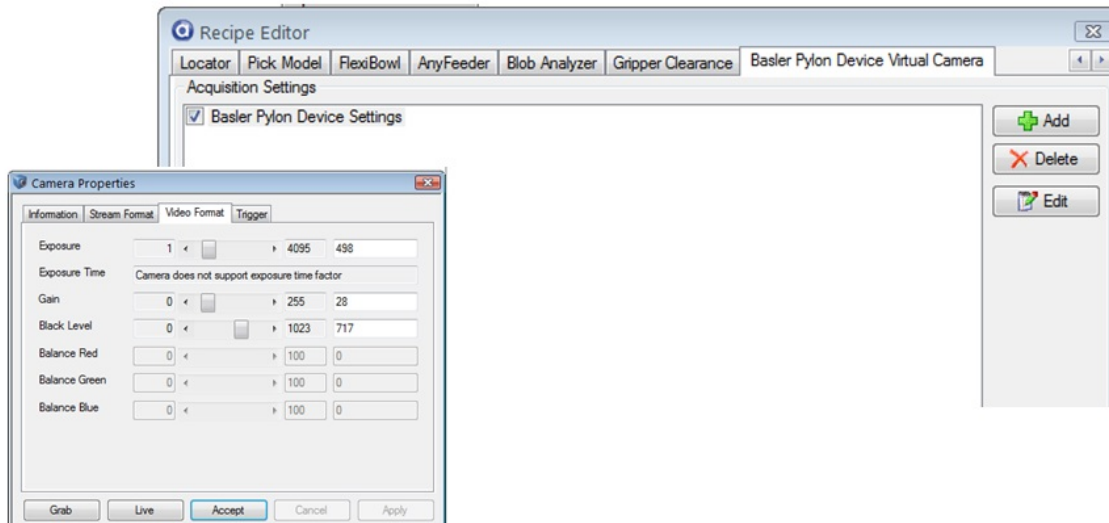 Recipe Editor
Locator Pick Model FlexiBowl AnyFeeder Blob Analyzer Gripper Clearance Basler Pylon Device Virtual Camera
Acquisition Settings
Basler Pylon Device Settings
Add
Delete
Edit
Camera Properties
Information Stream Format Video Format Trigger
Exposure 1 4095 498
Exposure Time Camera does not support exposure time factor
Gain 0 255 28
Black Level 0 1023 717
Balance Red 0 100 0
Balance Green 0 100 0
Balance Blue 0 100 0
Grab Live Accept Cancel Apply